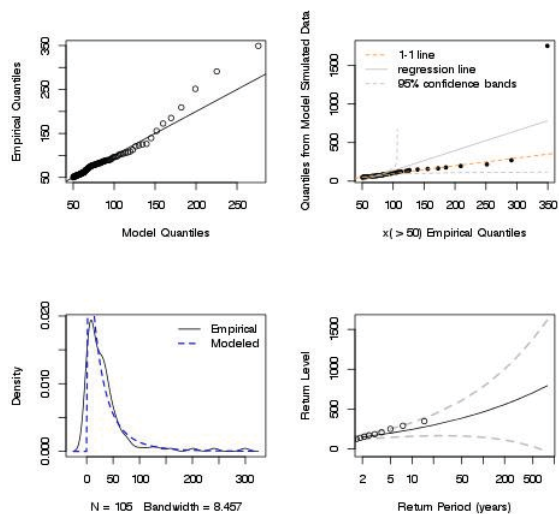 Empirical Quantiles
50 150 250 350
50 100 150 200 250
Model Quantiles
Quantiles from Model Simulated Data
0 500 1000 1500
1-1 line
regression line
95% confidence bands
50 100 150 200 250 300 350
x( > 50) Empirical Quantiles
Density
0.000 0.010 0.020
Empirical
Modeled
0 50 100 200 300
N = 105 Bandwidth = 8.457
Return Level
0 500 1000 1500
2 5 10 50 100 200 500
Return Period (years)